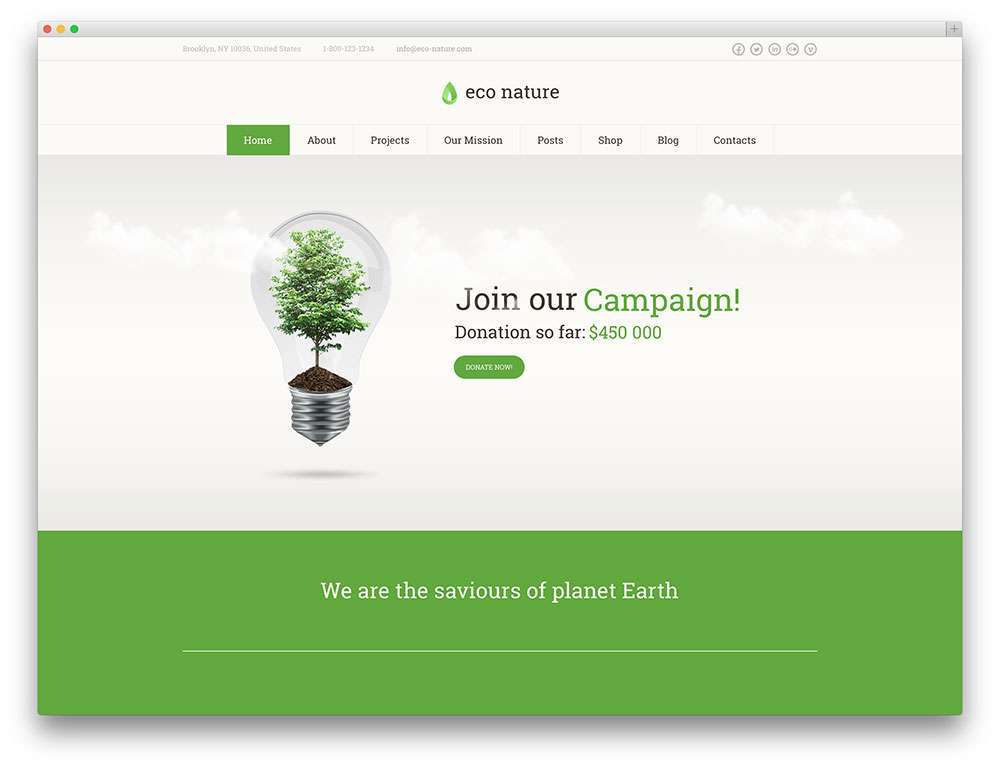 Brooklyn, NY 10036, United States 1-800-123-1234 info@eco-nature.com
eco nature
Home About Projects Our Mission Posts Shop Blog Contacts
Join our Campaign!
Donation so far: $450 000
DONATE NOW!
We are the saviours of planet Earth